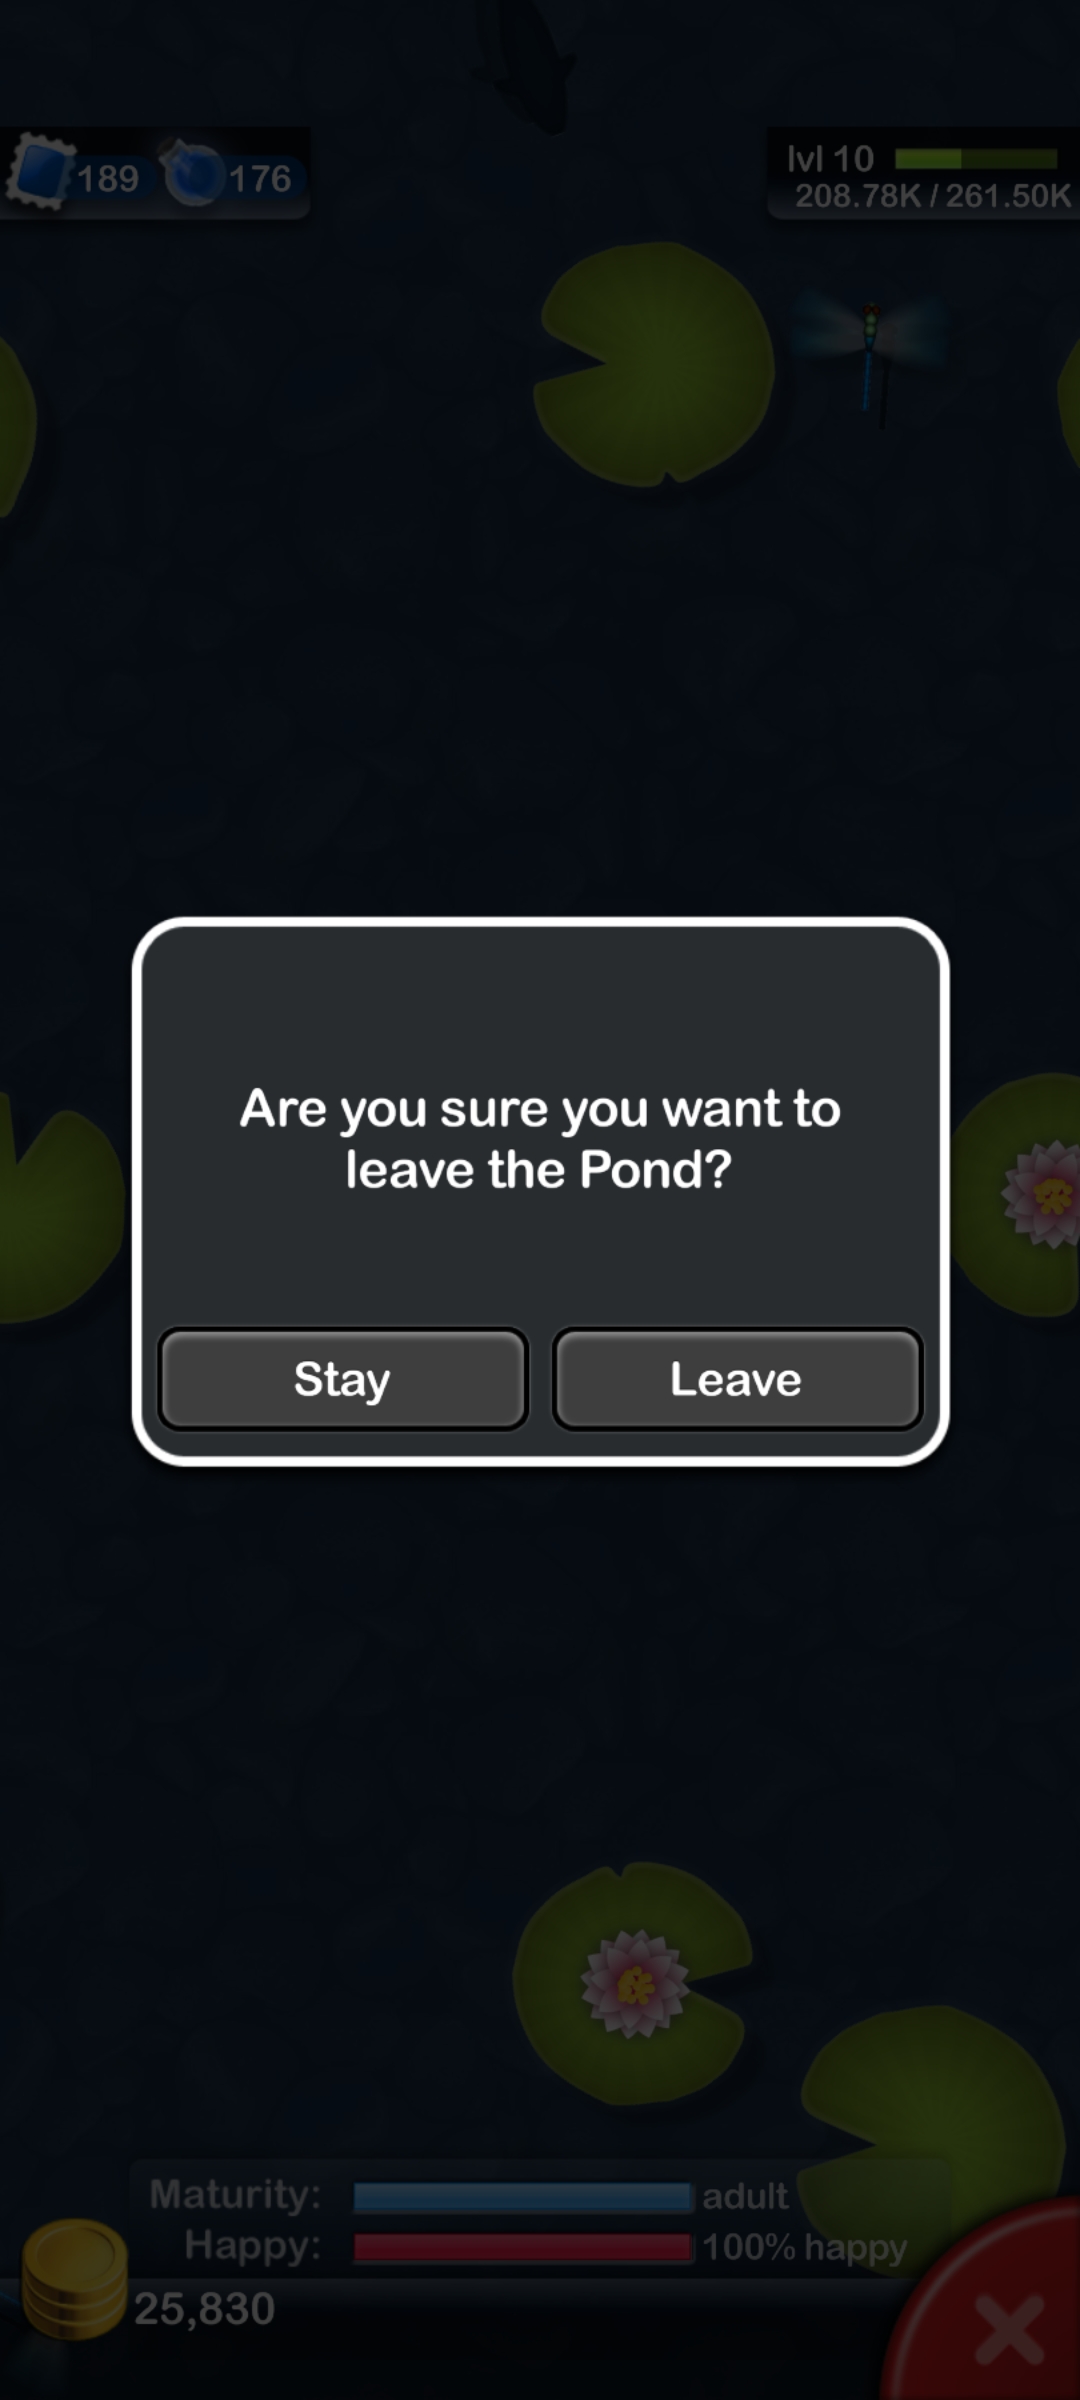 189 176
lvl 10
208.78K / 261.50K
Are you sure you want to
leave the Pond?
Stay Leave
Maturity: adult
Happy: 100% happy
25,830